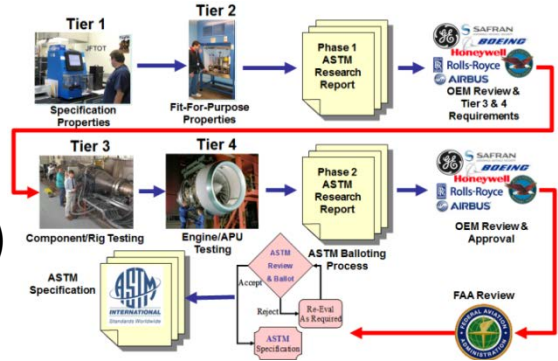 Tier 1
JFTOT
Specification
Properties
Tier 2
Fit-For-Purpose
Properties
Phase 1
ASTM
Research
Report
GE
SAFRAN
BOEING
Honeywell
Rolls-Royce
AIRBUS
OEM Review &
Tier 3 & 4
Requirements
Tier 3
Component/Rig Testing
Tier 4
Engine/APU
Testing
Phase 2
ASTM
Research
Report
GE
SAFRAN
BOEING
Honeywell
Rolls-Royce
AIRBUS
OEM Review &
Approval
FAA Review
FEDERAL AVIATION
ADMINISTRATION
ASTM Balloting
Process
ASTM
Review
& Ballot
Accept
Reject
Re-Eval
As Required
ASTM
Specification
ASTM
Specification
ASTM
INTERNATIONAL
Standards Worldwide